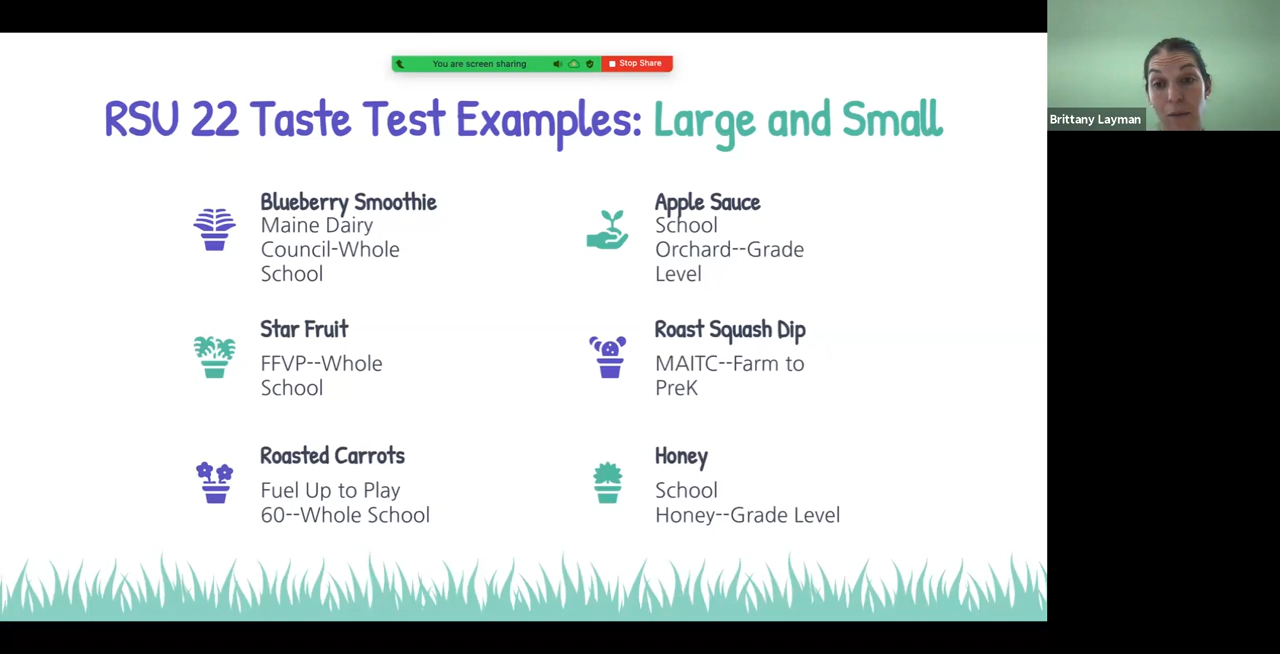 You are screen sharing
Stop Share
RSU 22 Taste Test Examples: Large and Small
Blueberry Smoothie
Maine Dairy
Council-Whole
School
Apple Sauce
School
Orchard--Grade
Level
Star Fruit
FFVP--Whole
School
Roast Squash Dip
MAITC--Farm to
PreK
Roasted Carrots
Fuel Up to Play
60--Whole School
Honey
School
Honey--Grade Level
Brittany Layman